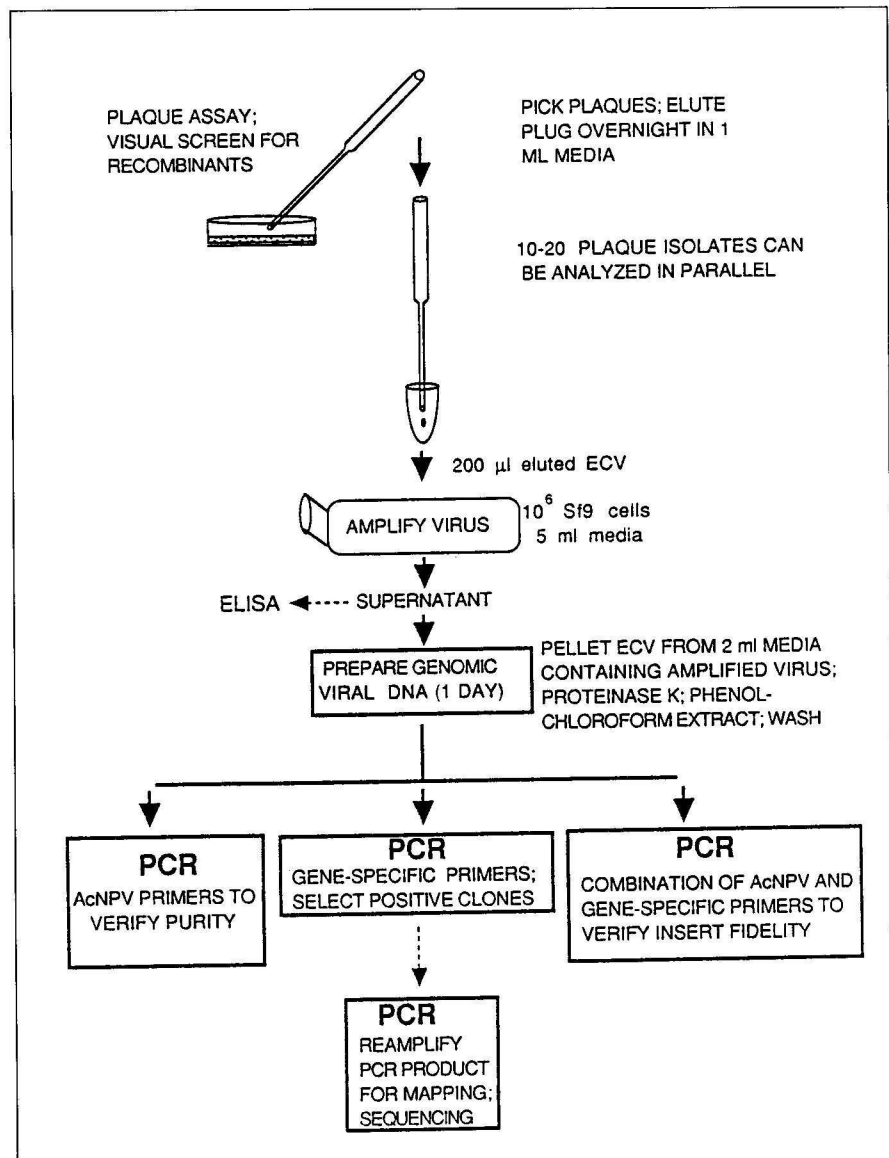 PLAQUE ASSAY;
VISUAL SCREEN FOR
RECOMBINANTS
PICK PLAQUES; ELUTE
PLUG OVERNIGHT IN 1
ML MEDIA
10-20 PLAQUE ISOLATES CAN
BE ANALYZED IN PARALLEL
200 µl eluted ECV
AMPLIFY VIRUS
10⁶ Sf9 cells
5 ml media
ELISA
SUPERNATANT
PREPARE GENOMIC
VIRAL DNA (1 DAY)
PELLET ECV FROM 2 ml MEDIA
CONTAINING AMPLIFIED VIRUS;
PROTEINASE K; PHENOL-
CHLOROFORM EXTRACT; WASH
PCR
AcNPV PRIMERS TO
VERIFY PURITY
PCR
GENE-SPECIFIC PRIMERS;
SELECT POSITIVE CLONES
PCR
COMBINATION OF AcNPV AND
GENE-SPECIFIC PRIMERS TO
VERIFY INSERT FIDELITY
PCR
REAMPLIFY
PCR PRODUCT
FOR MAPPING;
SEQUENCING